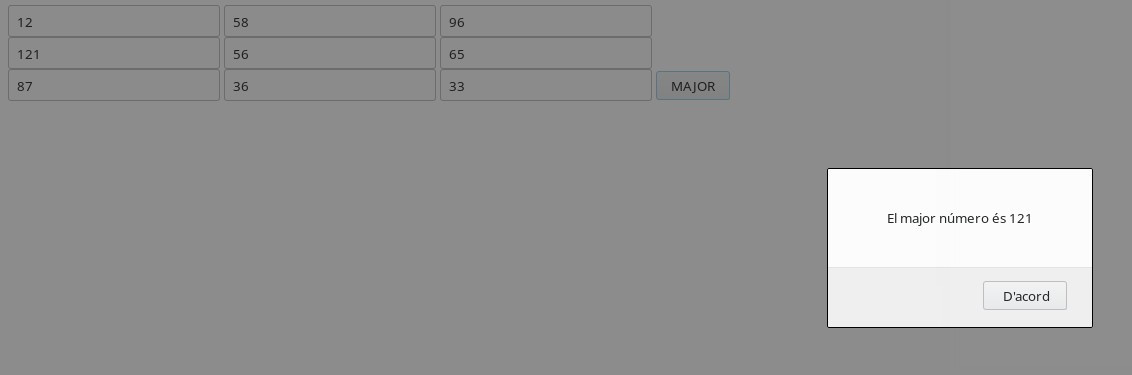 12 58 96
121 56 65
87 36 33 MAJOR
El major número és 121
D'acord